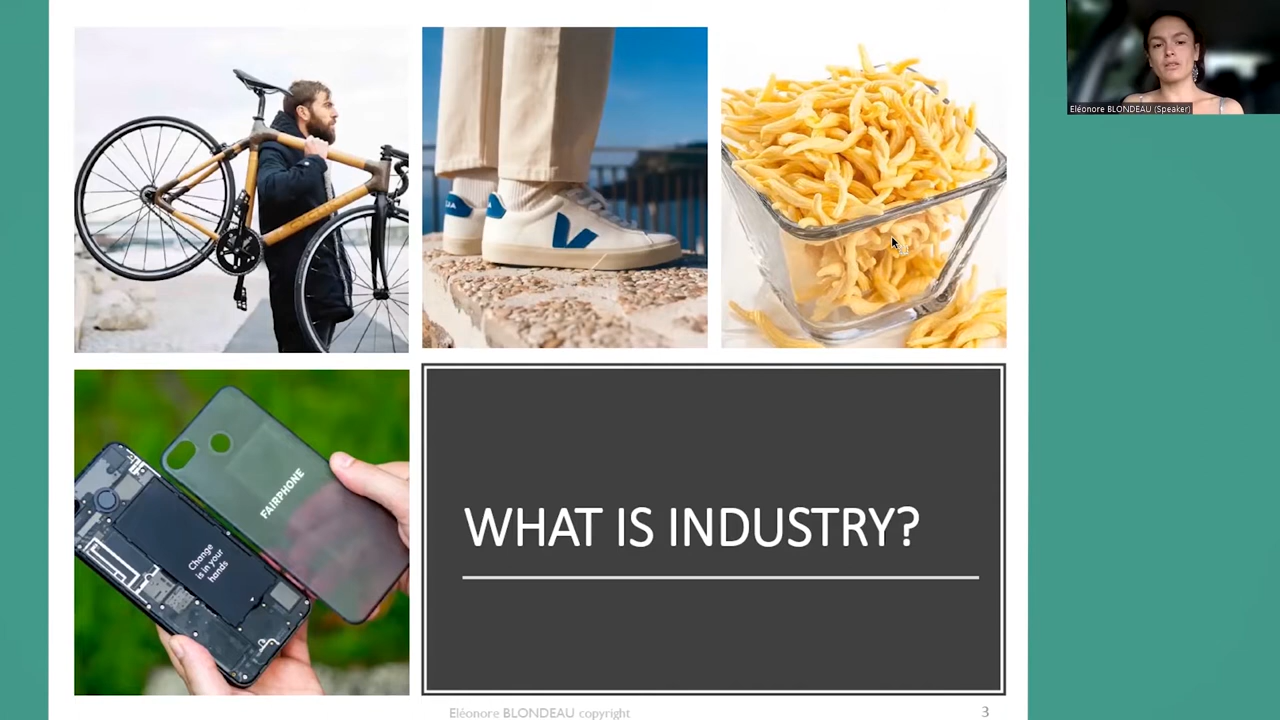 Eléonore BLONDEAU (Speaker)
FAIRPHONE
Change
is in your
hands
WHAT IS INDUSTRY?
Eléonore BLONDEAU copyright
3